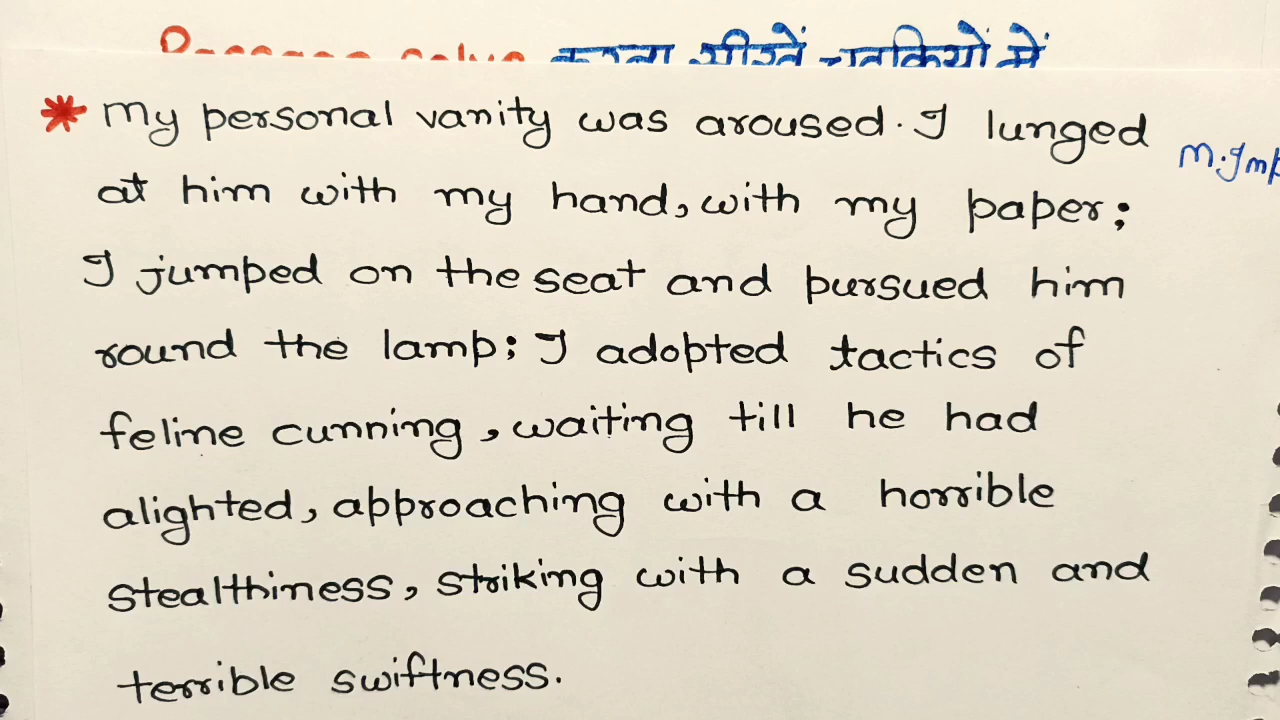 में
* My personal vanity was aroused. I lunged
M.Imp
at him with my hand, with my paper;
I jumped on the seat and pursued him
round the lamp; I adopted tactics of
feline cunning, waiting till he had
alighted, approaching with a horrible
stealthiness, striking with a sudden and
terrible swiftness.